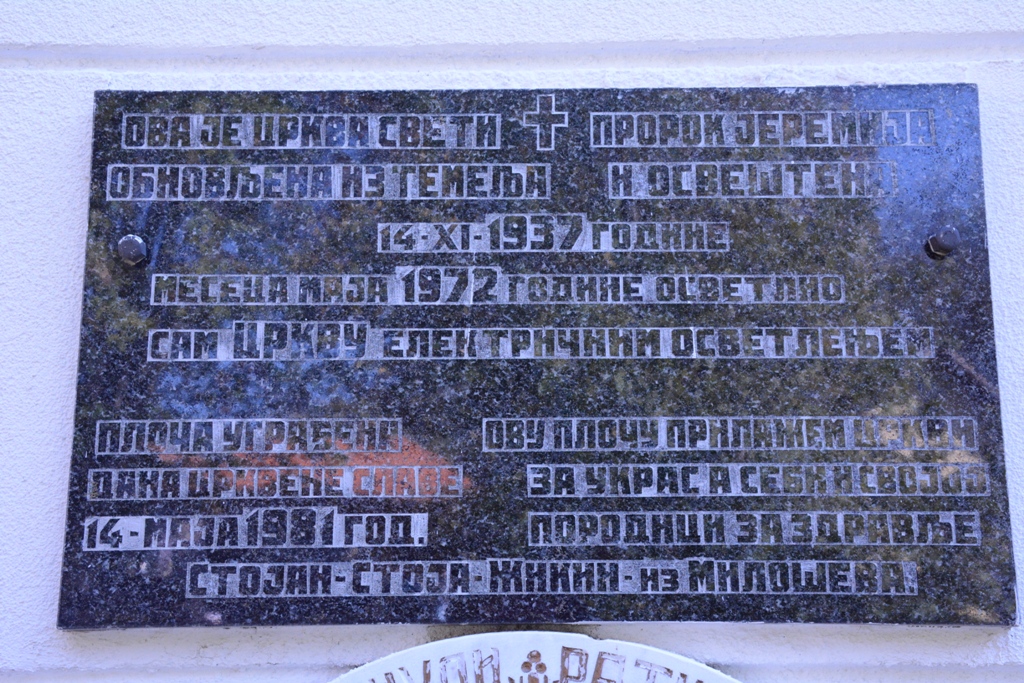 ОВА ЈЕ ЦРКВА СВЕТИ ПРОРОК ЈЕРЕМИЈА
ОБНОВЉЕНА ИЗ ТЕМЕЉА И ОСВЕШТЕНА
14-XI-1937 ГОДИНЕ
МЕСЕЦА МАЈА 1972 ГОДИНЕ ОСВЕТЛИО
САМ ЦРКВУ ЕЛЕКТРИЧНИМ ОСВЕТЛЕЊЕМ
ПЛОЧА УГРАЂЕНА
ДАНА ЦРКВЕНЕ СЛАВЕ
14-МАЈА 1981 ГОД.
ОВУ ПЛОЧУ ПРИЛАЖЕМ ЦРКВИ
ЗА УКРАС А СЕБИ И СВОЈОЈ
ПОРОДИЦИ ЗА ЗДРАВЉЕ
СТОЈАН-СТОЈА-ЖИКИН-ИЗ МИЛОШЕВА.